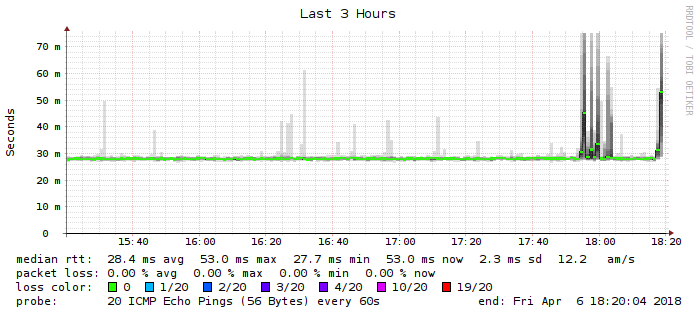 Last 3 Hours
RRDTOOL / TOBI OETIKER
Seconds
70 m
60 m
50 m
40 m
30 m
20 m
10 m
0
15:40 16:00 16:20 16:40 17:00 17:20 17:40 18:00 18:20
median rtt: 28.4 ms avg 53.0 ms max 27.7 ms min 53.0 ms now 2.3 ms sd 12.2 am/s
packet loss: 0.00 % avg 0.00 % max 0.00 % min 0.00 % now
loss color: 0 1/20 2/20 3/20 4/20 10/20 19/20
probe: 20 ICMP Echo Pings (56 Bytes) every 60s end: Fri Apr 6 18:20:04 2018